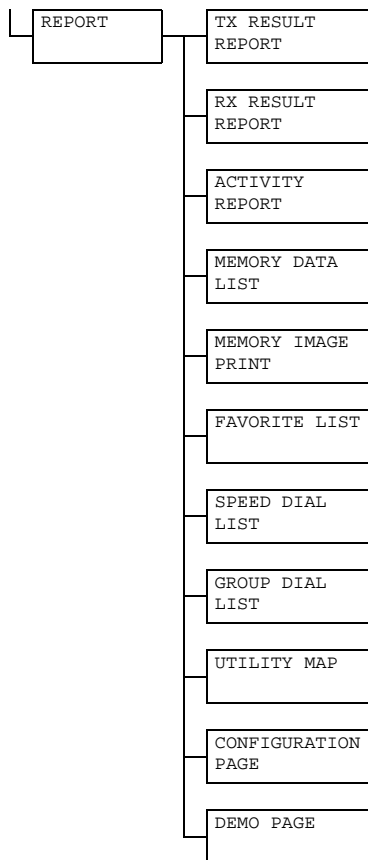 REPORT
TX RESULT
REPORT
RX RESULT
REPORT
ACTIVITY
REPORT
MEMORY DATA
LIST
MEMORY IMAGE
PRINT
FAVORITE LIST
SPEED DIAL
LIST
GROUP DIAL
LIST
UTILITY MAP
CONFIGURATION
PAGE
DEMO PAGE